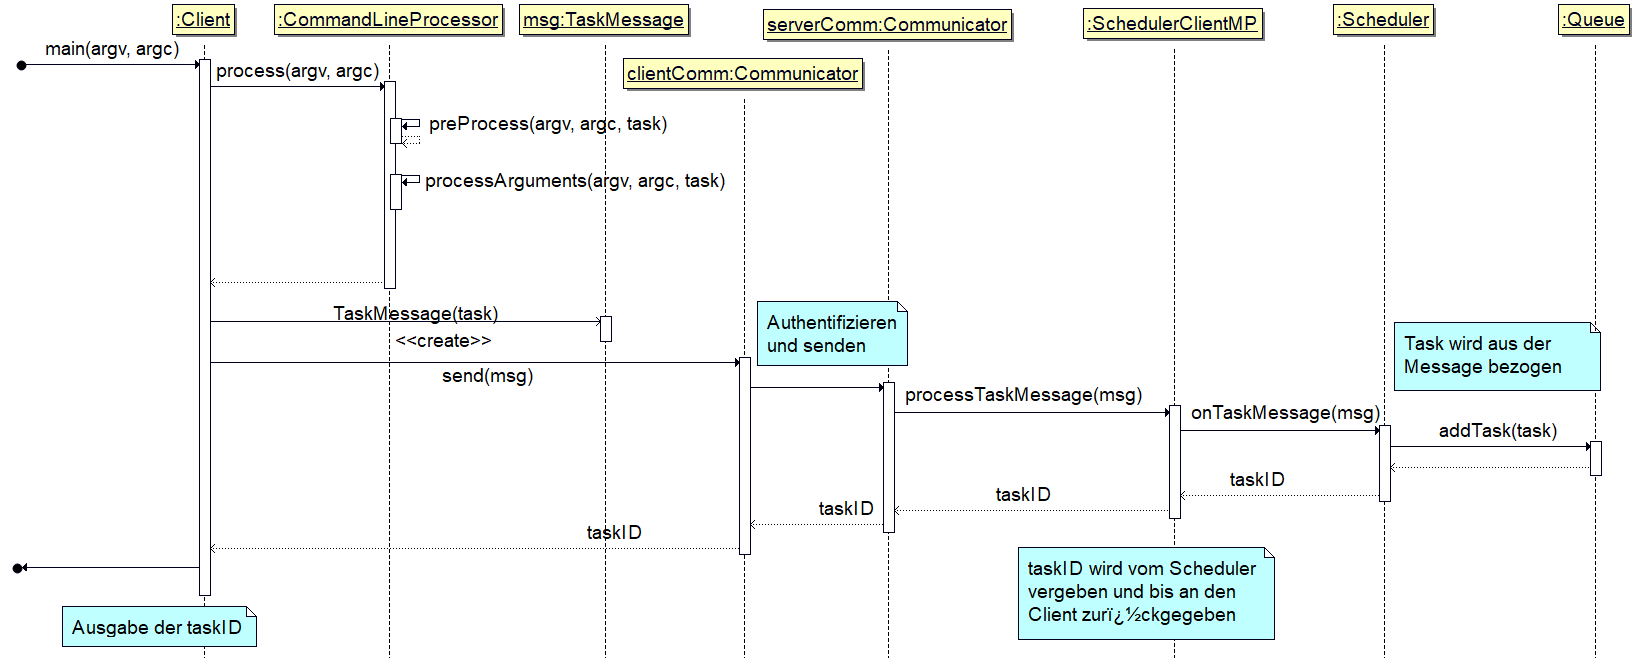 :Client
:CommandLineProcessor
msg:TaskMessage
serverComm:Communicator
:SchedulerClientMP
:Scheduler
:Queue
main(argv, argc)
process(argv, argc)
clientComm:Communicator
preProcess(argv, argc, task)
processArguments(argv, argc, task)
TaskMessage(task)
<<create>>
Authentifizieren
und senden
send(msg)
Task wird aus der
Message bezogen
processTaskMessage(msg)
onTaskMessage(msg)
addTask(task)
taskID
taskID
taskID
taskID
taskID wird vom Scheduler
vergeben und bis an den
Client zurï¿½ckgegeben
Ausgabe der taskID